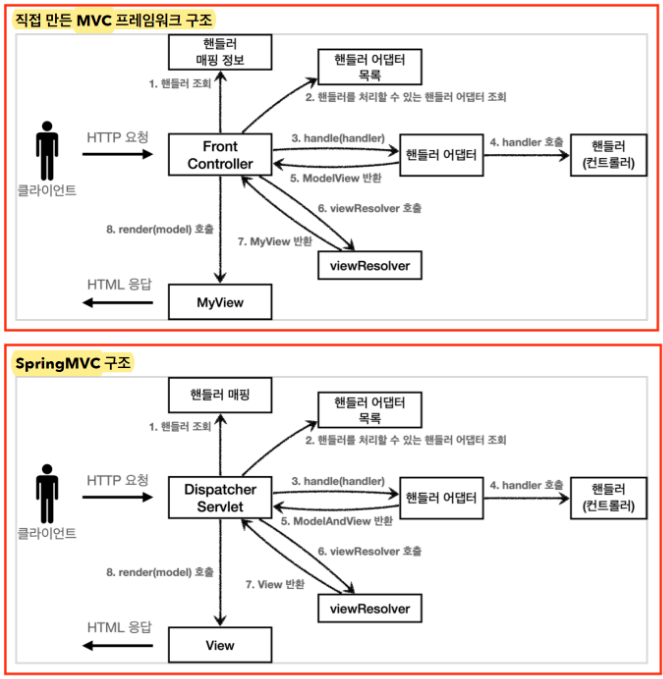 직접 만든 MVC 프레임워크 구조
핸들러
매핑 정보
핸들러 어댑터
목록
1. 핸들러 조회
2. 핸들러를 처리할 수 있는 핸들러 어댑터 조회
HTTP 요청
클라이언트
Front
Controller
3. handle(handler)
핸들러 어댑터
4. handler 호출
핸들러
(컨트롤러)
5. ModelView 반환
6. viewResolver 호출
7. MyView 반환
8. render(model) 호출
viewResolver
HTML 응답
MyView
SpringMVC 구조
핸들러 매핑
핸들러 어댑터
목록
1. 핸들러 조회
2. 핸들러를 처리할 수 있는 핸들러 어댑터 조회
HTTP 요청
클라이언트
Dispatcher
Servlet
3. handle(handler)
핸들러 어댑터
4. handler 호출
핸들러
(컨트롤러)
5. ModelAndView 반환
6. viewResolver 호출
7. View 반환
8. render(model) 호출
viewResolver
HTML 응답
View